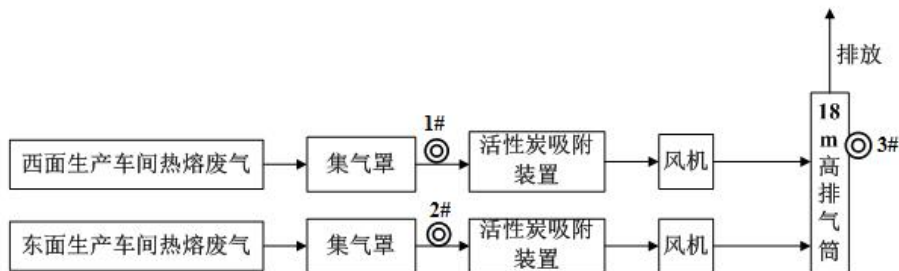 排放
18
m
高
排
气
筒
3#
1#
西面生产车间热熔废气
集气罩
活性炭吸附
装置
风机
2#
东面生产车间热熔废气
集气罩
活性炭吸附
装置
风机